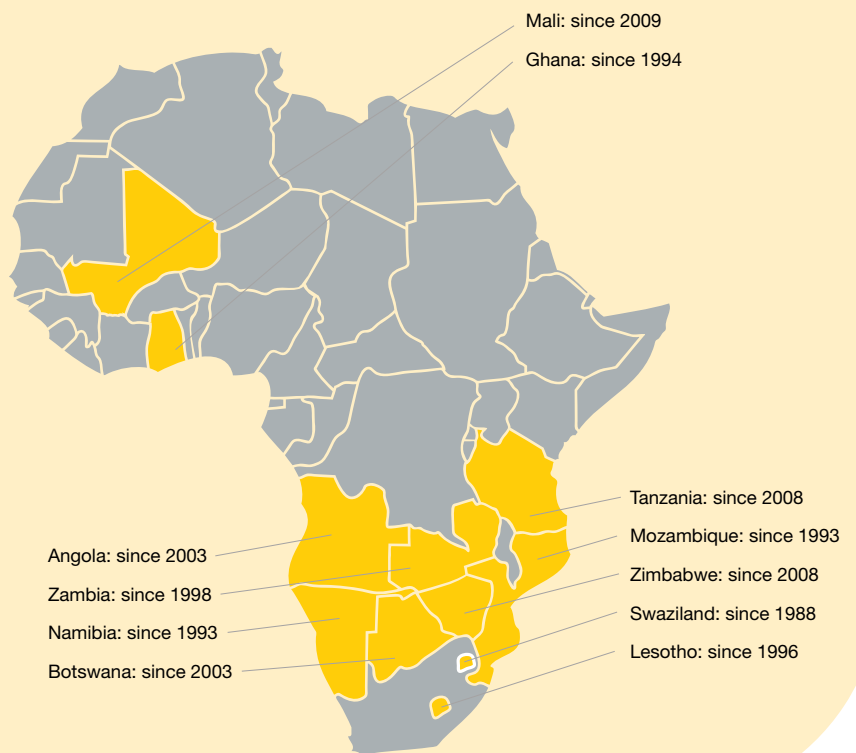 Mali: since 2009
Ghana: since 1994
Angola: since 2003
Zambia: since 1998
Namibia: since 1993
Botswana: since 2003
Tanzania: since 2008
Mozambique: since 1993
Zimbabwe: since 2008
Swaziland: since 1988
Lesotho: since 1996